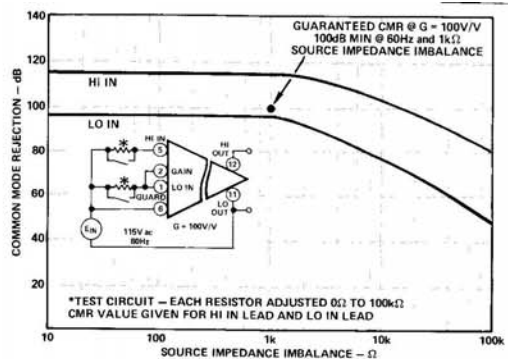 GUARANTEED CMR @ G = 100V/V
100dB MIN @ 60Hz and 1kΩ
SOURCE IMPEDANCE IMBALANCE
140
120
100
80
60
40
20
COMMON MODE REJECTION – dB
Hi IN
LO IN
HI IN
5
GAIN
2
LO IN
1
GUARD
6
HI
OUT
12
11
LO
OUT
EIN
115V ac
60Hz
G = 100V/V
*
*
*TEST CIRCUIT – EACH RESISTOR ADJUSTED 0Ω TO 100kΩ
CMR VALUE GIVEN FOR HI IN LEAD AND LO IN LEAD
10
100
1k
10k
100k
SOURCE IMPEDANCE IMBALANCE – Ω